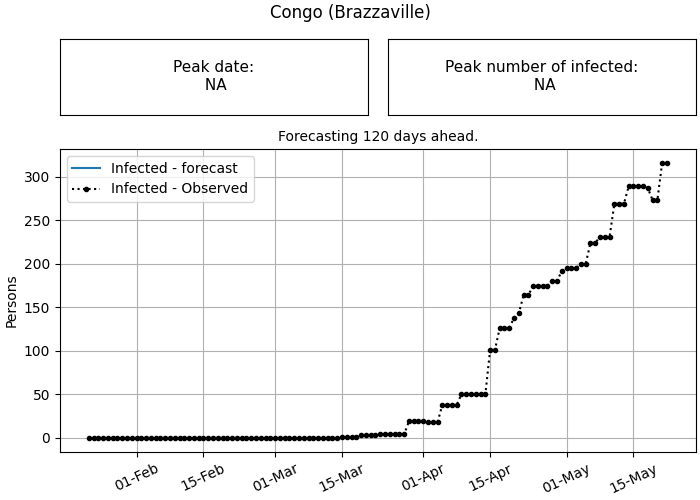 Congo (Brazzaville)
Peak date:
NA
Peak number of infected:
NA
Forecasting 120 days ahead.
Infected - forecast
Infected - Observed
300
250
200
150
100
50
0
Persons
01-Feb
15-Feb
01-Mar
15-Mar
01-Apr
15-Apr
01-May
15-May